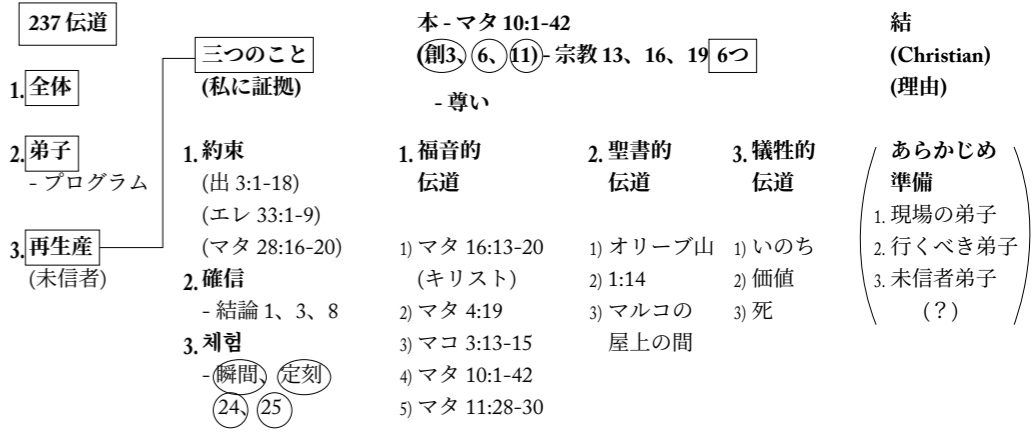 237 伝道
1. 全体
2. 弟子
- プログラム
3. 再生産
(未信者)
三つのこと
(私に証拠)
1. 約束
(出 3:1-18)
(エレ 33:1-9)
(マタ 28:16-20)
2. 確信
- 結論 1、3、8
3. 체험
- 瞬間、定刻
24、25
本 - マタ 10:1-42
(創3、6、11) - 宗教 13、16、19 6つ
- 尊い
1. 福音的
伝道
1) マタ 16:13-20
(キリスト)
2) マタ 4:19
3) マコ 3:13-15
4) マタ 10:1-42
5) マタ 11:28-30
2. 聖書的
伝道
1) オリーブ山
2) 1:14
3) マルコの
屋上の間
3. 犠牲的
伝道
1) いのち
2) 価値
3) 死
結
(Christian)
(理由)
あらかじめ
準備
1. 現場の弟子
2. 行くべき弟子
3. 未信者弟子
(？)